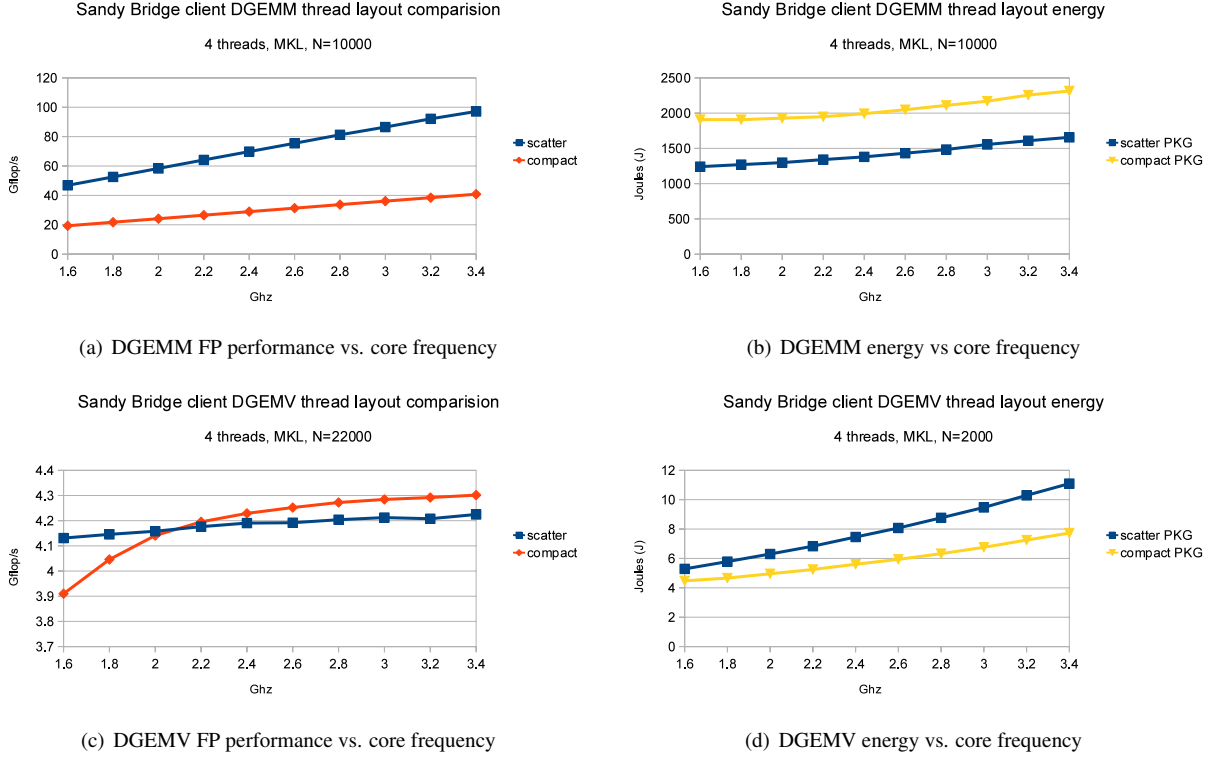 Sandy Bridge client DGEMM thread layout comparision
4 threads, MKL, N=10000
120
100
80
60
40
20
0
Gflop/s
1.6 1.8 2 2.2 2.4 2.6 2.8 3 3.2 3.4
Ghz
scatter
compact
(a) DGEMM FP performance vs. core frequency
Sandy Bridge client DGEMM thread layout energy
4 threads, MKL, N=10000
2500
2000
1500
1000
500
0
Joules (J)
1.6 1.8 2 2.2 2.4 2.6 2.8 3 3.2 3.4
Ghz
scatter PKG
compact PKG
(b) DGEMM energy vs core frequency
Sandy Bridge client DGEMV thread layout comparision
4 threads, MKL, N=22000
4.4
4.3
4.2
4.1
4
3.9
3.8
3.7
Gflop/s
1.6 1.8 2 2.2 2.4 2.6 2.8 3 3.2 3.4
Ghz
scatter
compact
(c) DGEMV FP performance vs. core frequency
Sandy Bridge client DGEMV thread layout energy
4 threads, MKL, N=2000
12
10
8
6
4
2
0
Joules (J)
1.6 1.8 2 2.2 2.4 2.6 2.8 3 3.2 3.4
Ghz
scatter PKG
compact PKG
(d) DGEMV energy vs. core frequency